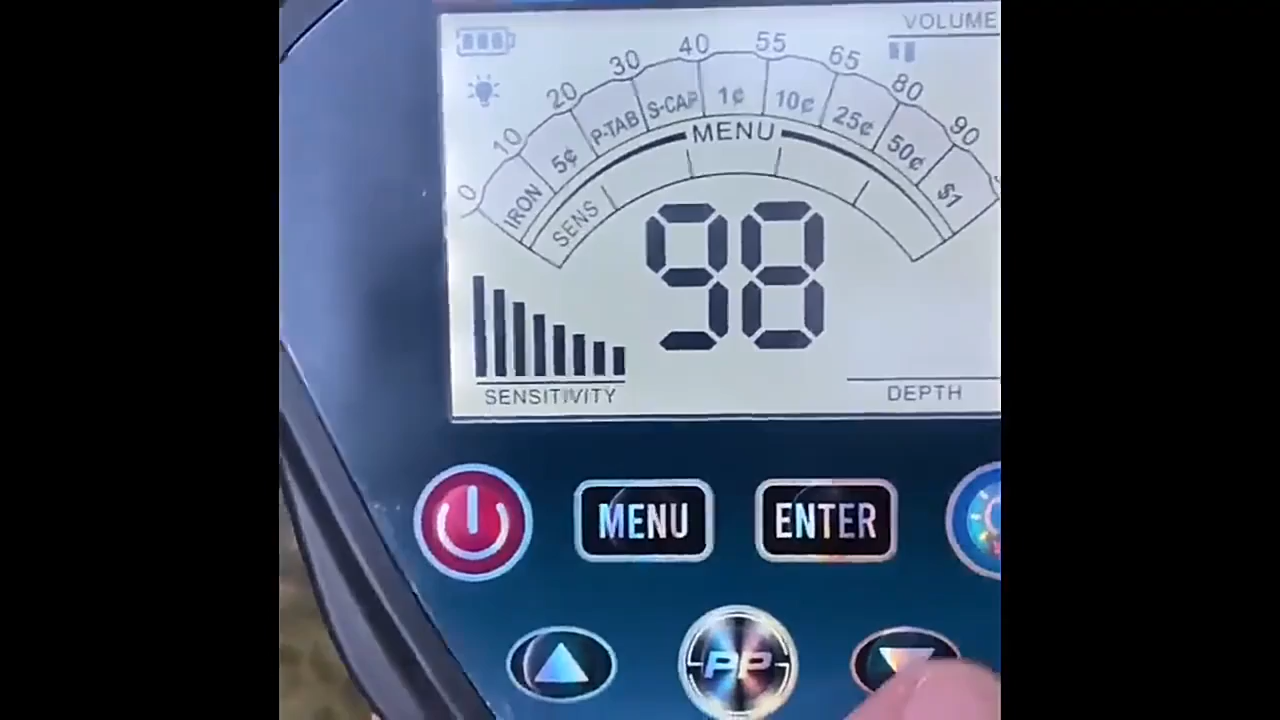 VOLUME
0 10 20 30 40 55 65 80 90
IRON 5¢ P-TAB S-CAP 1¢ 10¢ 25¢ 50¢ $1
MENU
SENS
98
SENSITIVITY
DEPTH
MENU ENTER
PP